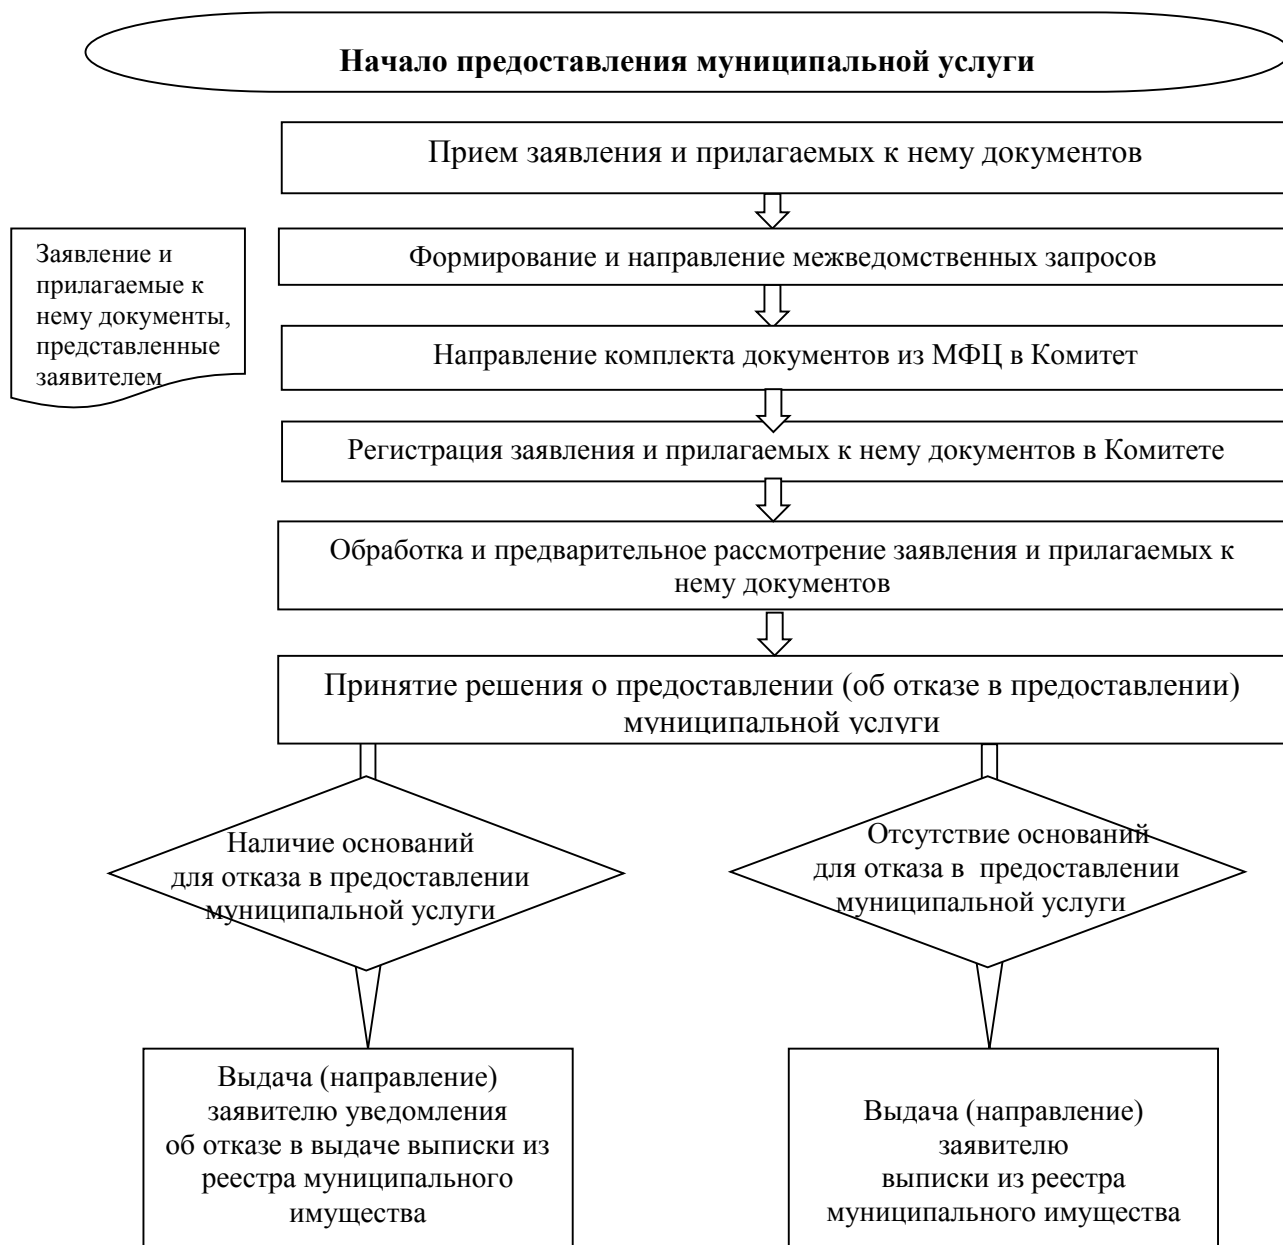 Начало предоставления муниципальной услуги
Прием заявления и прилагаемых к нему документов
Заявление и
прилагаемые к
нему документы,
представленные
заявителем
Формирование и направление межведомственных запросов
Направление комплекта документов из МФЦ в Комитет
Регистрация заявления и прилагаемых к нему документов в Комитете
Обработка и предварительное рассмотрение заявления и прилагаемых к
нему документов
Принятие решения о предоставлении (об отказе в предоставлении)
муниципальной услуги
Наличие оснований
для отказа в предоставлении
муниципальной услуги
Отсутствие оснований
для отказа в предоставлении
муниципальной услуги
Выдача (направление)
заявителю уведомления
об отказе в выдаче выписки из
реестра муниципального
имущества
Выдача (направление)
заявителю
выписки из реестра
муниципального имущества